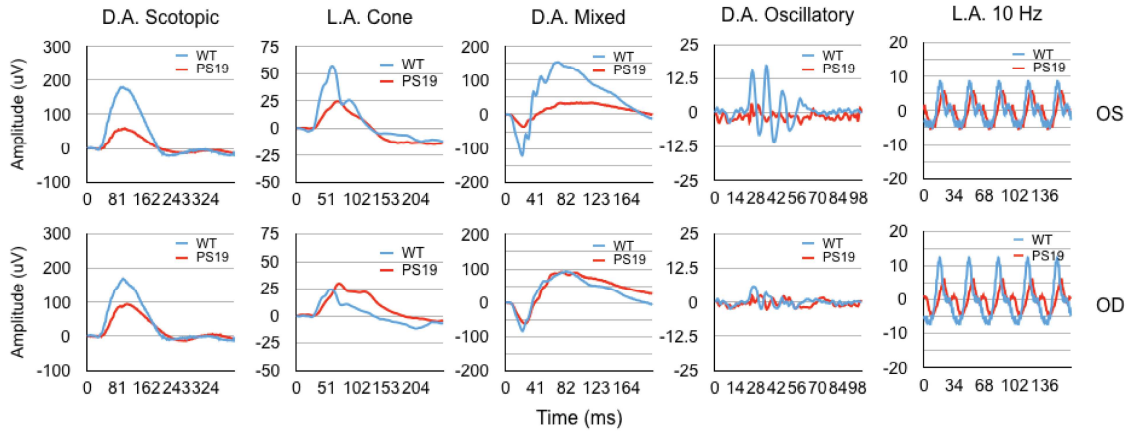 D.A. Scotopic L.A. Cone D.A. Mixed D.A. Oscillatory L.A. 10 Hz
Amplitude (uV)
300
200
100
0
-100
WT
PS19
0 81 162 243 324
75
50
25
0
-25
-50
WT
PS19
0 51 102 153 204
200
100
0
-100
-200
WT
PS19
0 41 82 123 164
25
12.5
0
-12.5
-25
WT
PS19
0 14 28 42 56 70 84 98
20
10
0
-10
-20
WT
PS19
0 34 68 102 136
OS
Amplitude (uV)
300
200
100
0
-100
WT
PS19
0 81 162 243 324
75
50
25
0
-25
-50
WT
PS19
0 51 102 153 204
200
100
0
-100
-200
WT
PS19
0 41 82 123 164
25
12.5
0
-12.5
-25
WT
PS19
0 14 28 42 56 70 84 98
20
10
0
-10
-20
WT
PS19
0 34 68 102 136
OD
Time (ms)